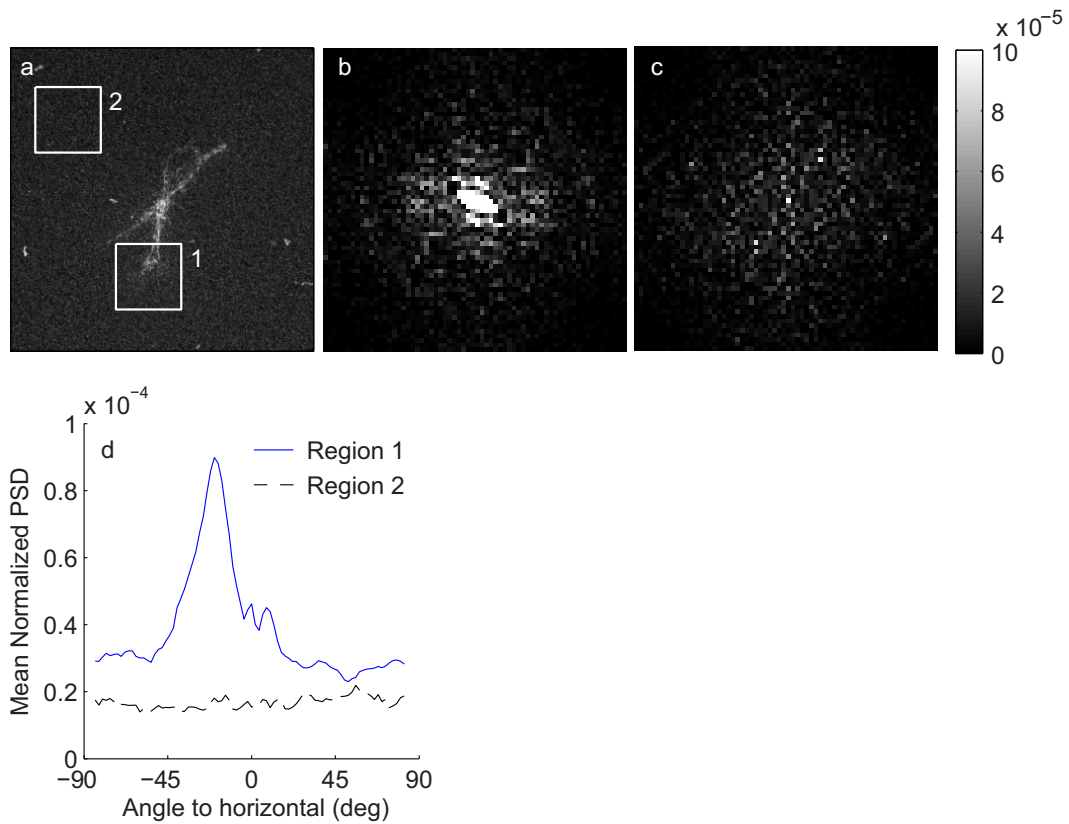 a
2
1
b
c
x 10⁻⁵
10
8
6
4
2
0
x 10⁻⁴
d
Region 1
Region 2
1
0.8
0.6
0.4
0.2
0
Mean Normalized PSD
−90
−45
0
45
90
Angle to horizontal (deg)